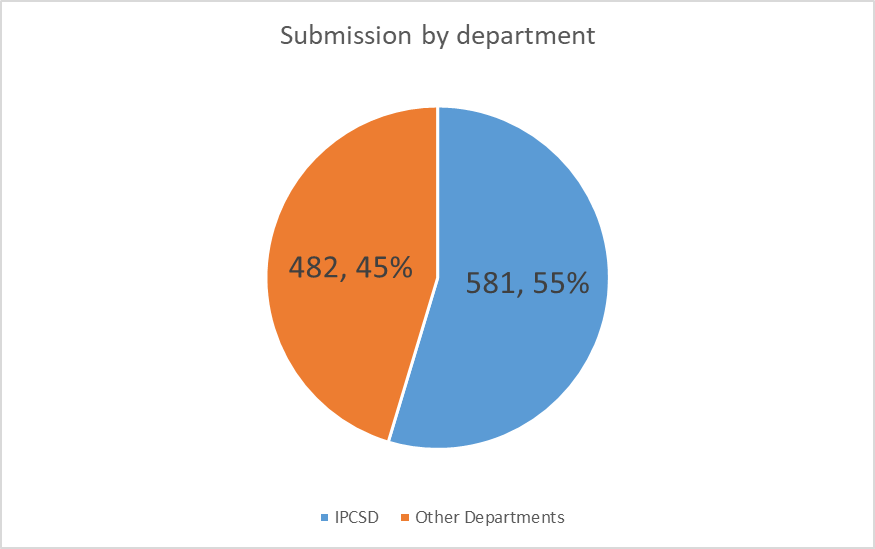 Submission by department
482, 45%
581, 55%
IPCSD
Other Departments